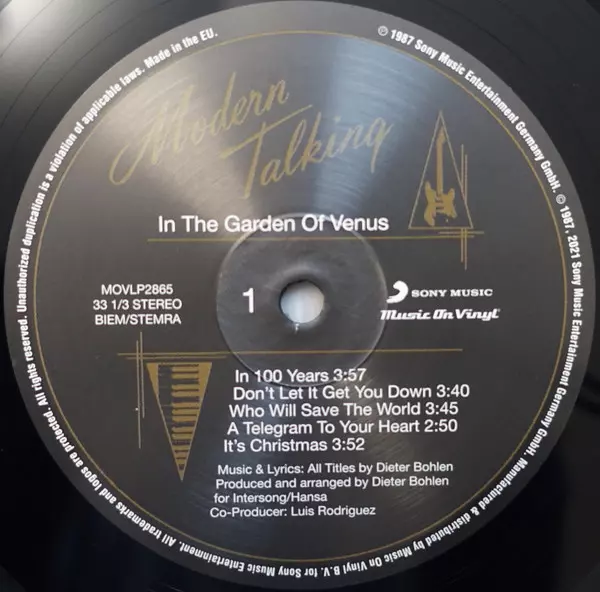 Modern
Talking
In The Garden Of Venus
MOVLP2865
33 1/3 STEREO
BIEM/STEMRA
1
SONY MUSIC
Music On Vinyl
In 100 Years 3:57
Don't Let It Get You Down 3:40
Who Will Save The World 3:45
A Telegram To Your Heart 2:50
It's Christmas 3:52
Music & Lyrics: All Titles by Dieter Bohlen
Produced and arranged by Dieter Bohlen
for Intersong/Hansa
Co-Producer: Luis Rodriguez
℗ 1987 Sony Music Entertainment Germany GmbH. © 1987, 2021 Sony Music Entertainment Germany GmbH. Manufactured & distributed by Music On Vinyl B.V. for Sony Music Entertainment. All trademarks and logos are protected. All rights reserved. Unauthorized duplication is a violation of applicable laws. Made in the EU.